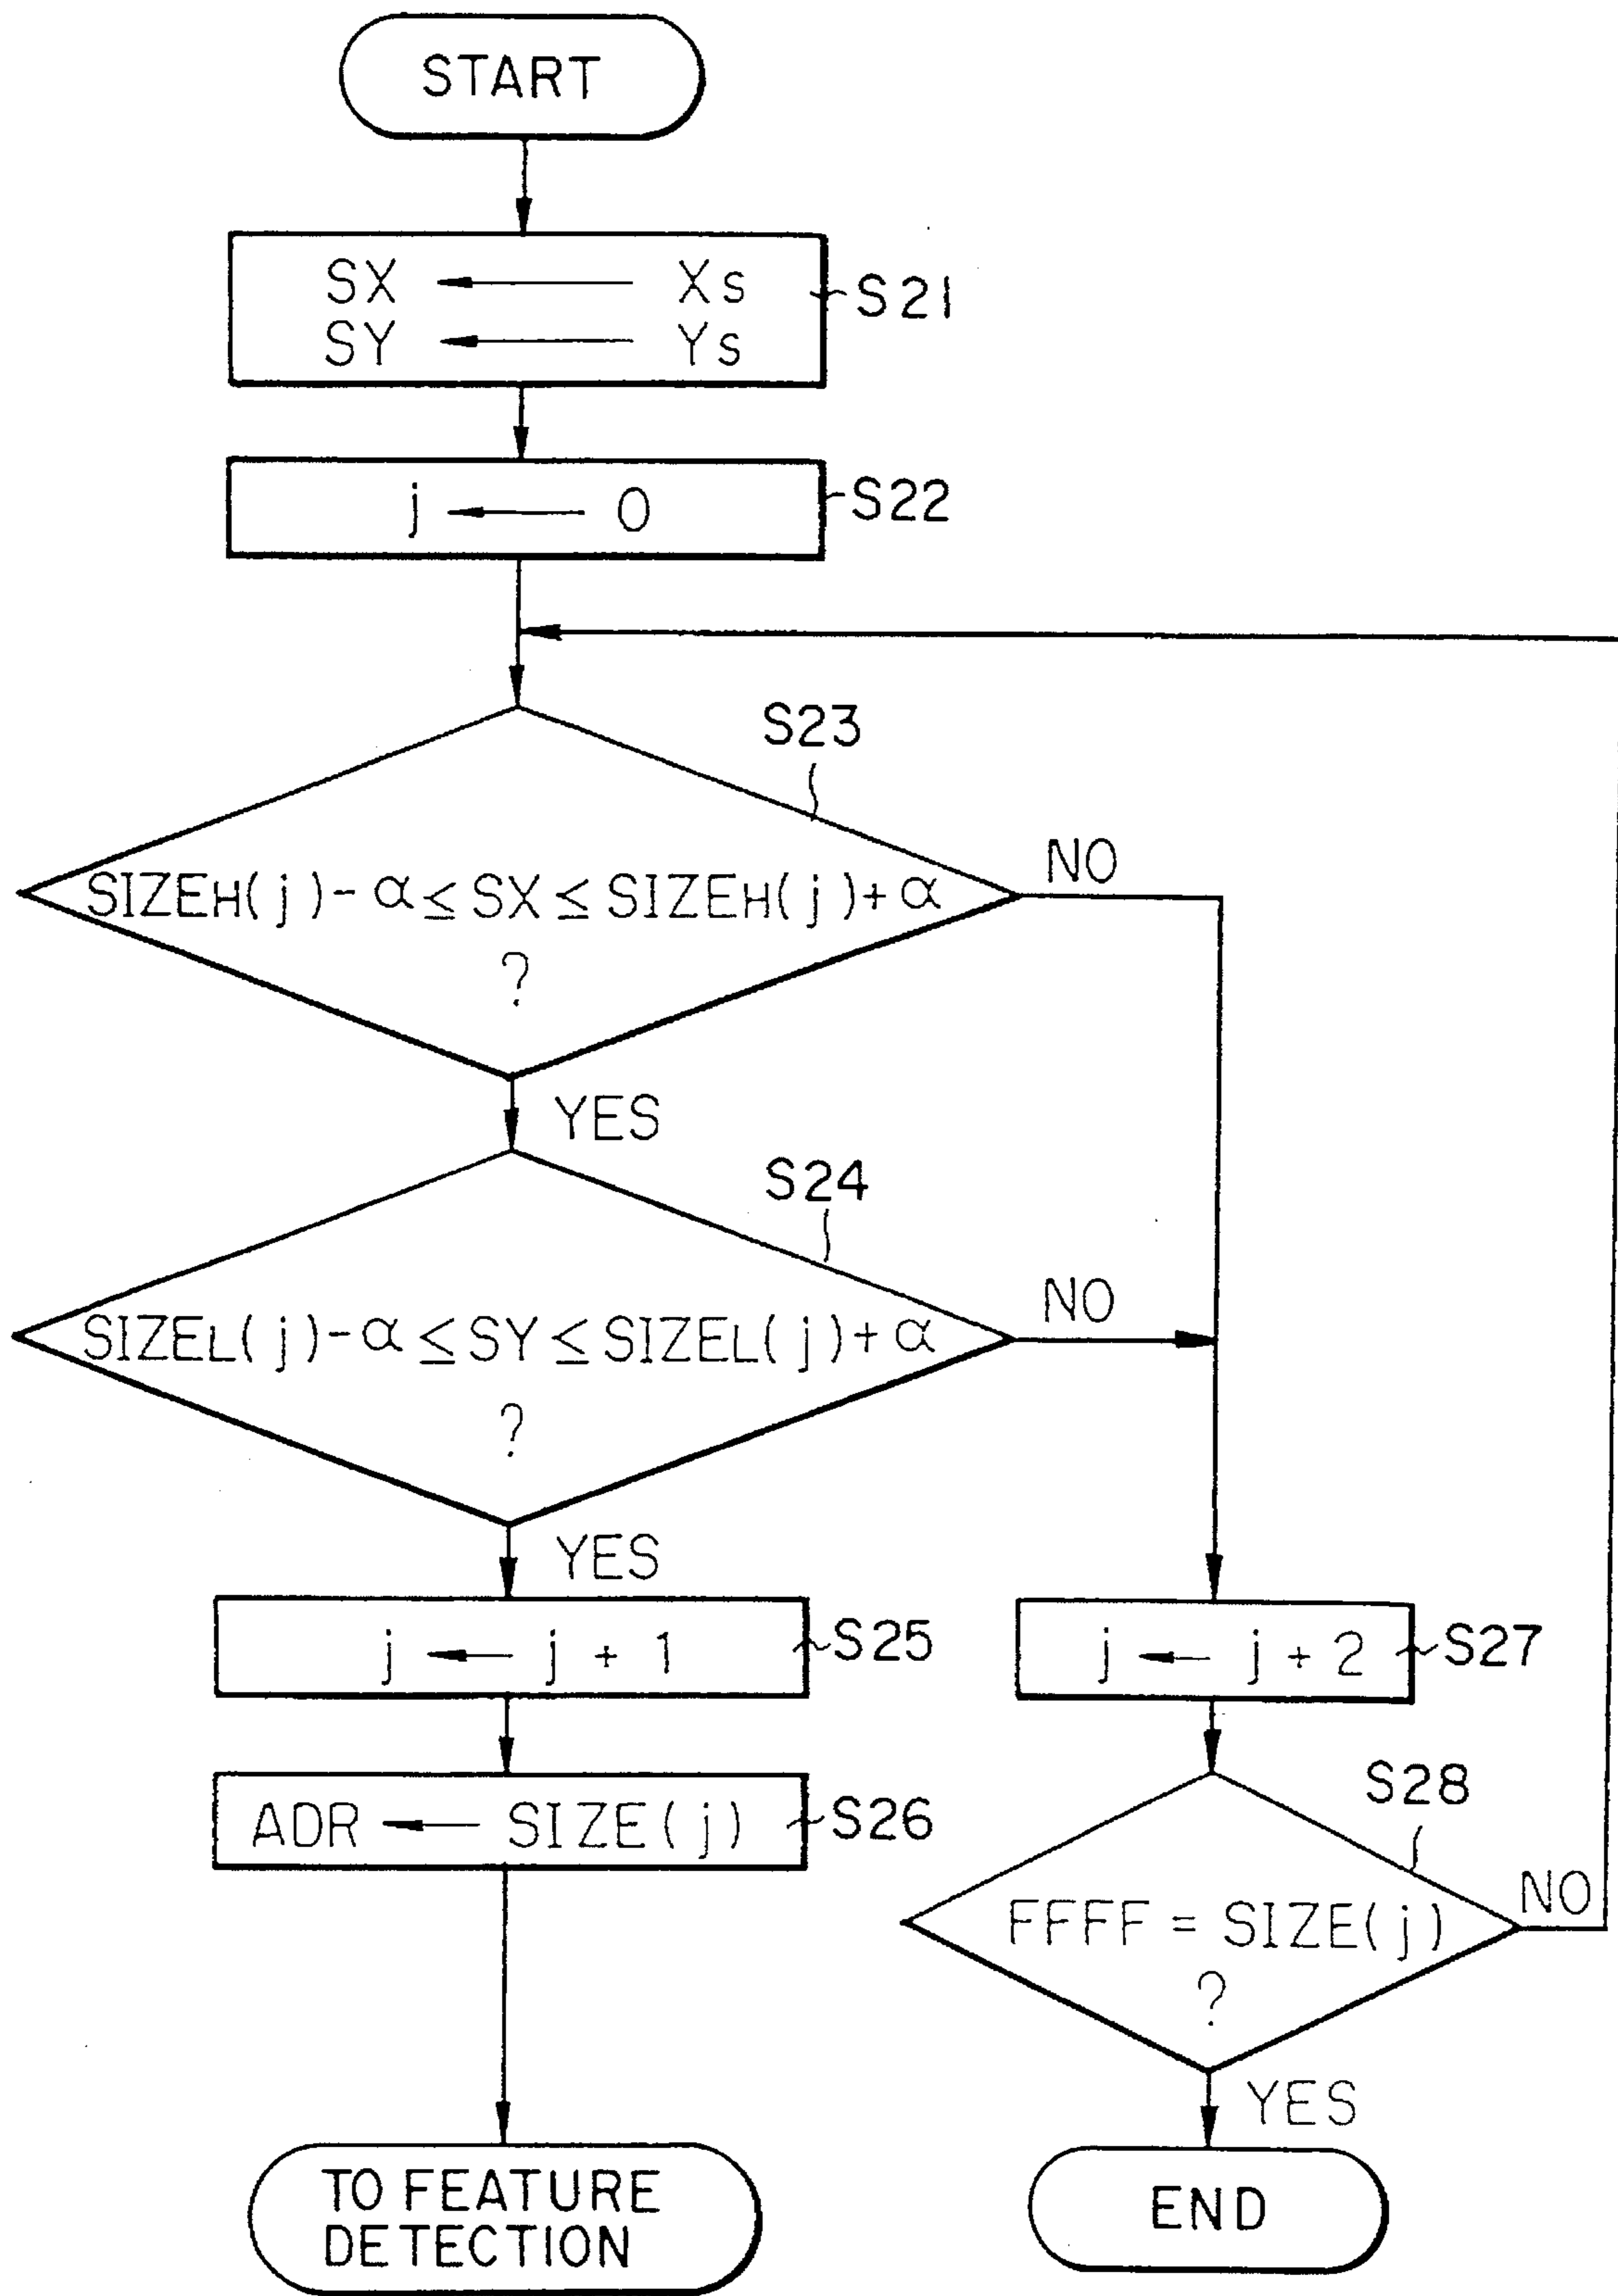 START
SX ← Xs
SY ← Ys
S21
j ← 0
S22
S23
SIZEH(j)-α ≤ SX ≤ SIZEH(j)+α
?
NO
YES
S24
SIZEL(j)-α ≤ SY ≤ SIZEL(j)+α
?
NO
YES
j ← j + 1
S25
j ← j + 2
S27
ADR ← SIZE(j)
S26
S28
FFFF = SIZE(j)
?
NO
YES
TO FEATURE
DETECTION
END